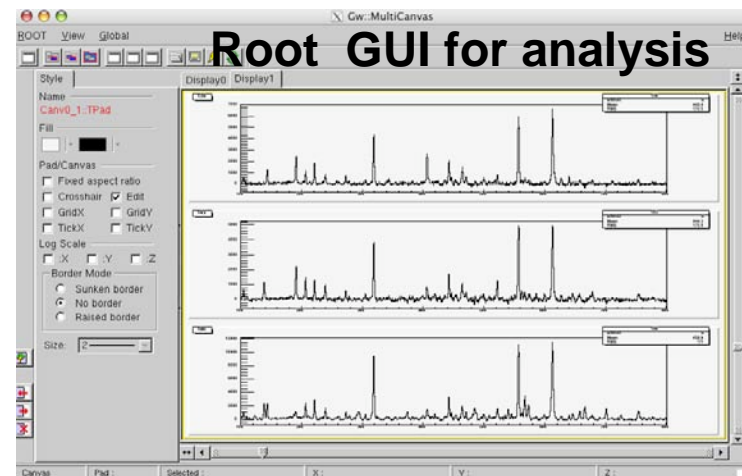 Gw::MultiCanvas
ROOT View Global Help
Root GUI for analysis
Style
Display0 Display1
Name
Canv0_1::TPad
Fill
Pad/Canvas
Fixed aspect ratio
Crosshair Edit
GridX GridY
TickX TickY
Log Scale
:X :Y :Z
Border Mode
Sunken border
No border
Raised border
Size: 2
Canvas Pad : Selected : X : Y : Z :